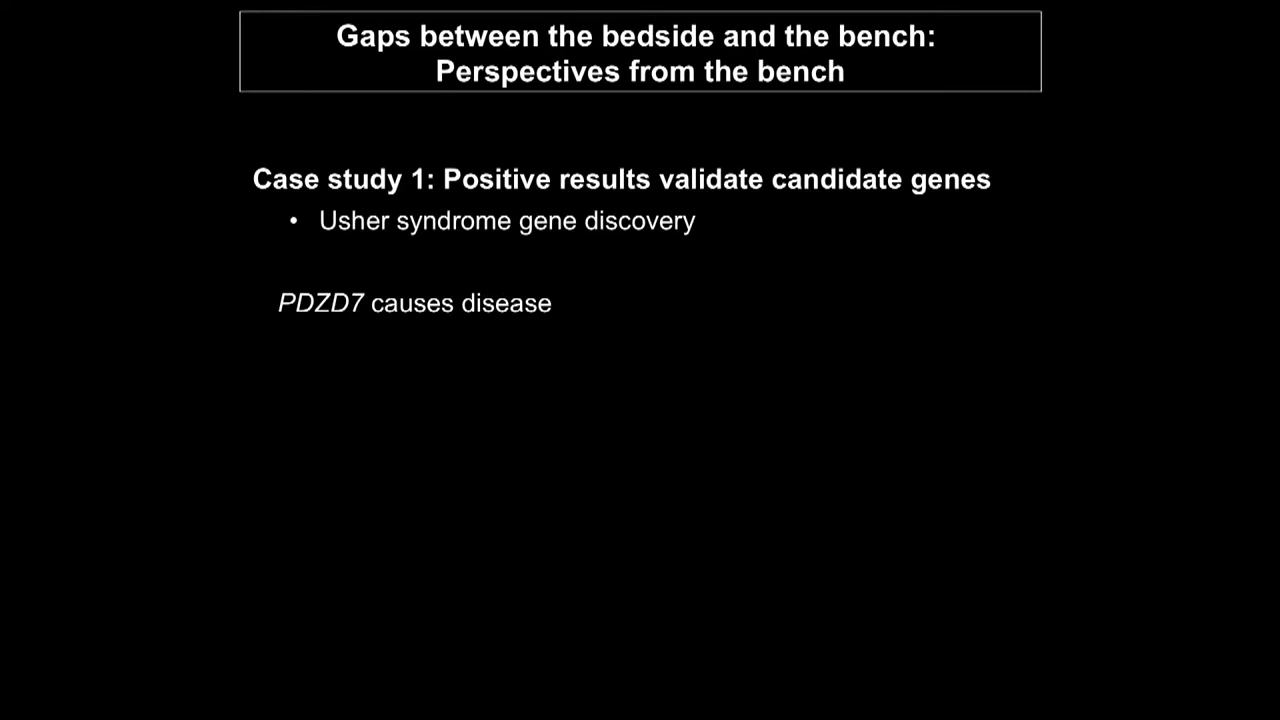 Gaps between the bedside and the bench:
Perspectives from the bench
Case study 1: Positive results validate candidate genes
• Usher syndrome gene discovery
PDZD7 causes disease